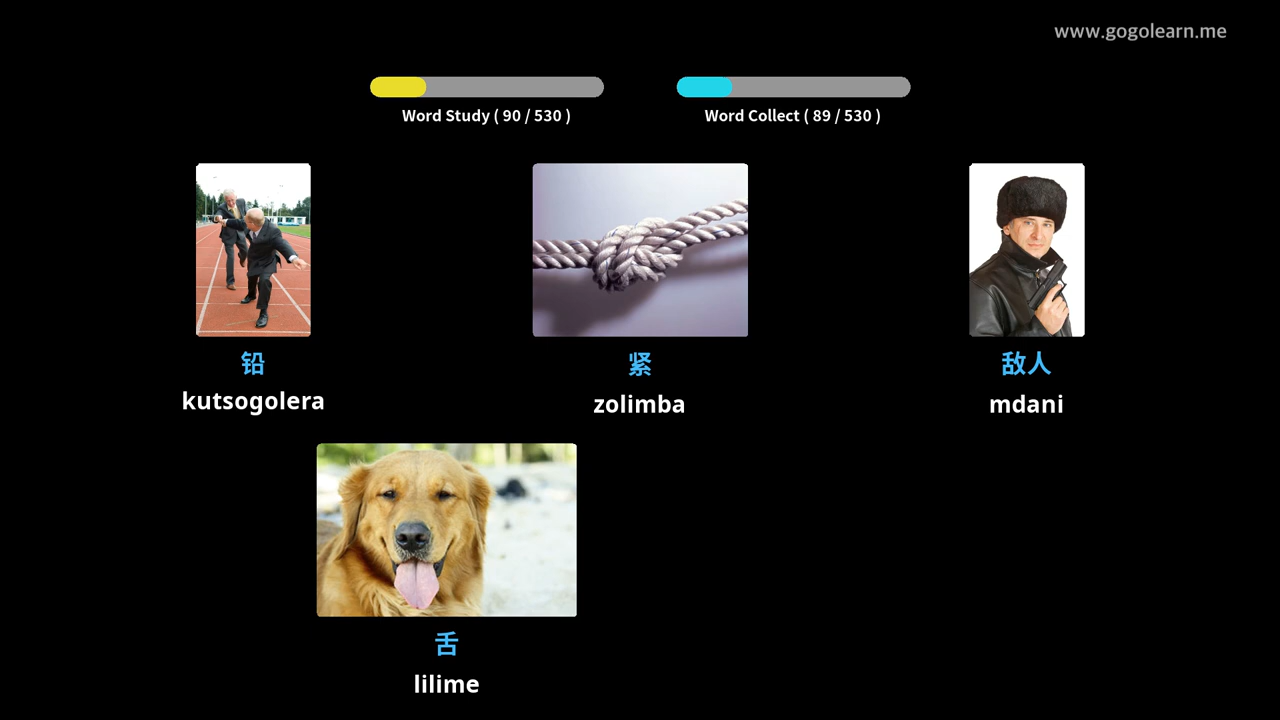 www.gogolearn.me
Word Study ( 90 / 530 )
Word Collect ( 89 / 530 )
铅
kutsogolera
紧
zolimba
敌人
mdani
舌
lilime